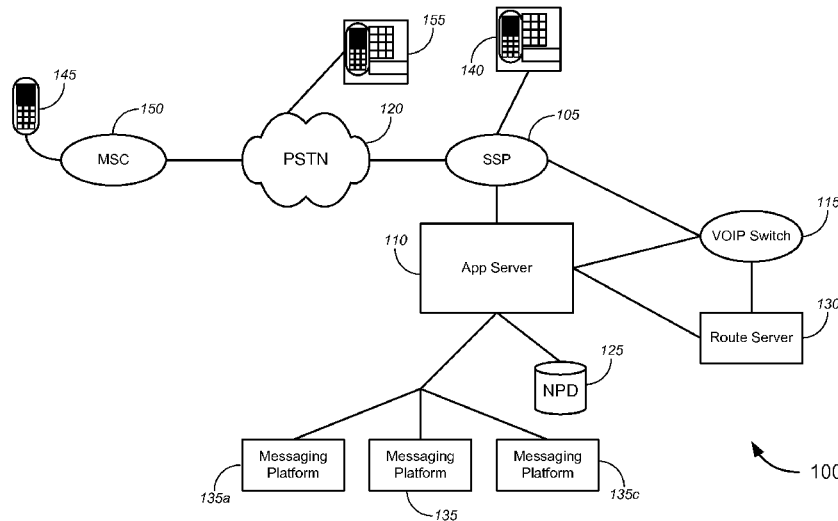 155
145
140
150
120
105
MSC
PSTN
SSP
115
110
VOIP Switch
App Server
130
Route Server
125
NPD
Messaging
Platform
Messaging
Platform
Messaging
Platform
100
135a
135
135c